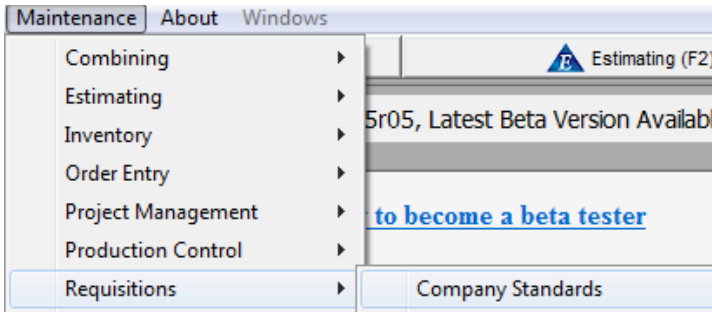 Maintenance About Windows
Combining
Estimating
E Estimating (F2)
Inventory
5r05, Latest Beta Version Availab
Order Entry
Project Management
to become a beta tester
Production Control
Requisitions
Company Standards